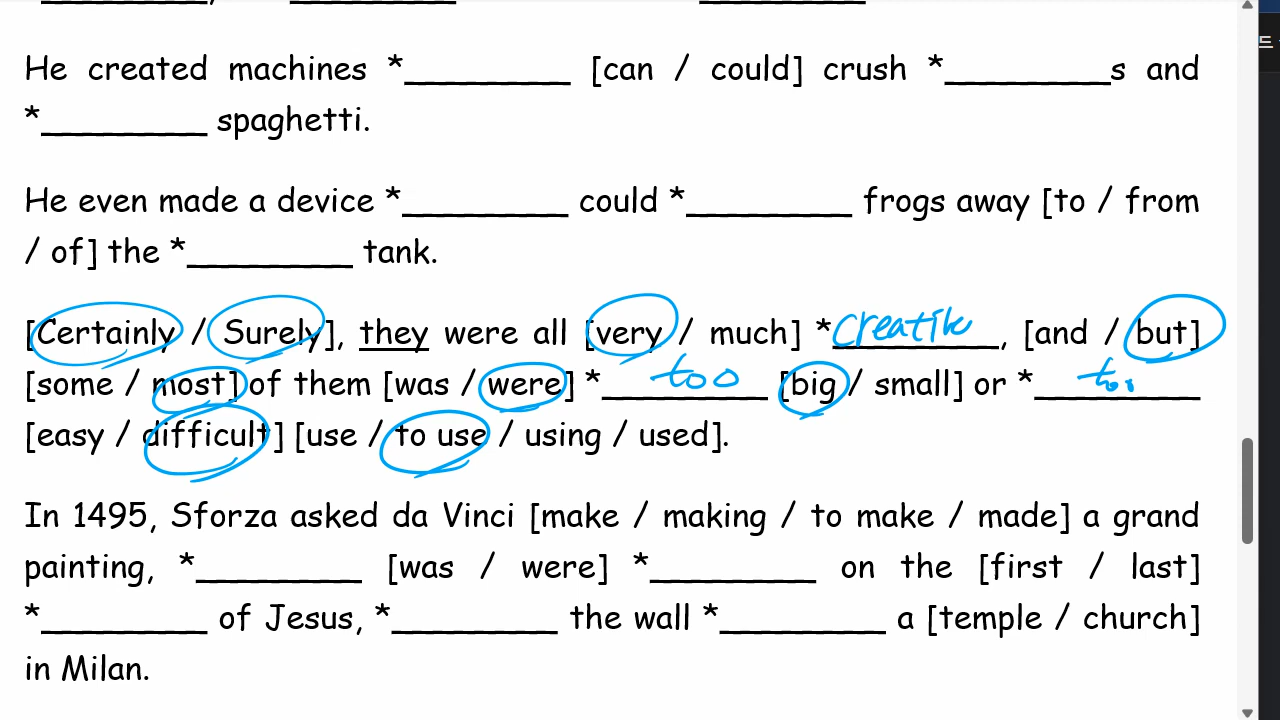 He created machines *_________ [can / could] crush *_________s and
*_________ spaghetti.
He even made a device *_________ could *_________ frogs away [to / from
/ of] the *_________ tank.
[Certainly / Surely], they were all [very / much] *creatik, [and / but]
[some / most] of them [was / were] *too [big / small] or *too
[easy / difficult] [use / to use / using / used].
In 1495, Sforza asked da Vinci [make / making / to make / made] a grand
painting, *_________ [was / were] *_________ on the [first / last]
*_________ of Jesus, *_________ the wall *_________ a [temple / church]
in Milan.